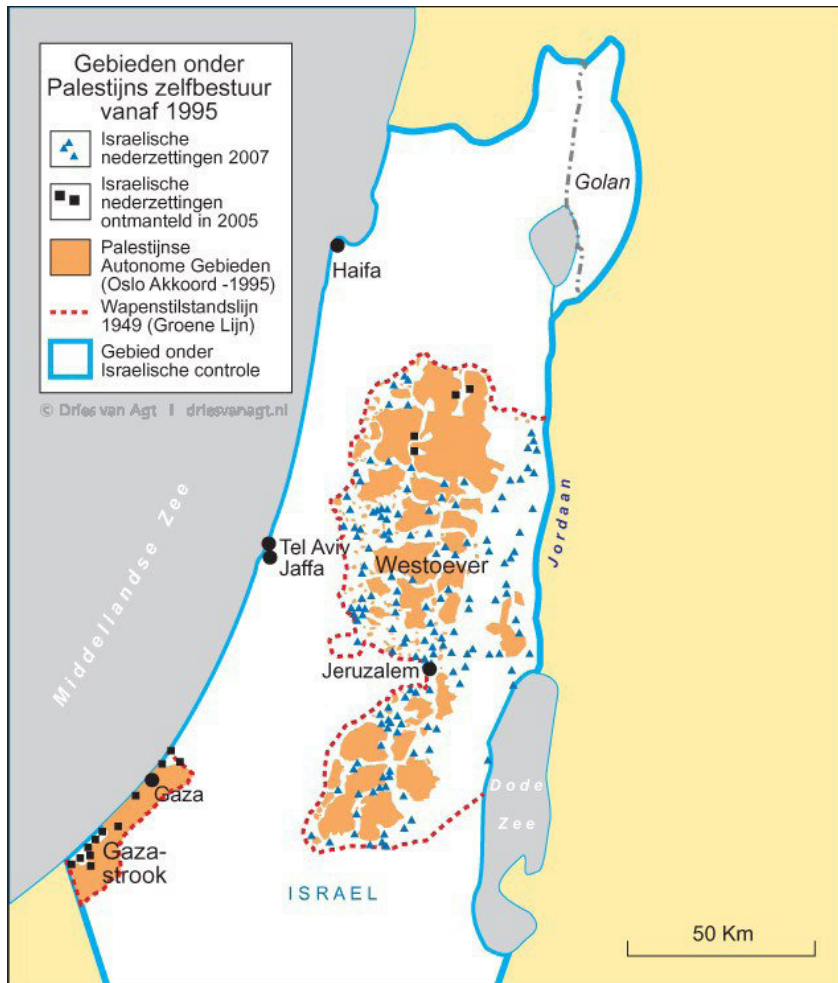 Gebieden onder
Palestijns zelfbestuur
vanaf 1995
Israelische
nederzettingen 2007
Israelische
nederzettingen
ontmanteld in 2005
Palestijnse
Autonome Gebieden
(Oslo Akkoord -1995)
Wapenstilstandslijn
1949 (Groene Lijn)
Gebied onder
Israelische controle
© Dries van Agt I driesvanagt.nl
Golan
Haifa
Middellandse Zee
Tel Aviv
Jaffa
Westoever
Jordaan
Jeruzalem
Gaza
Gaza-
strook
Dode
Zee
ISRAEL
50 Km